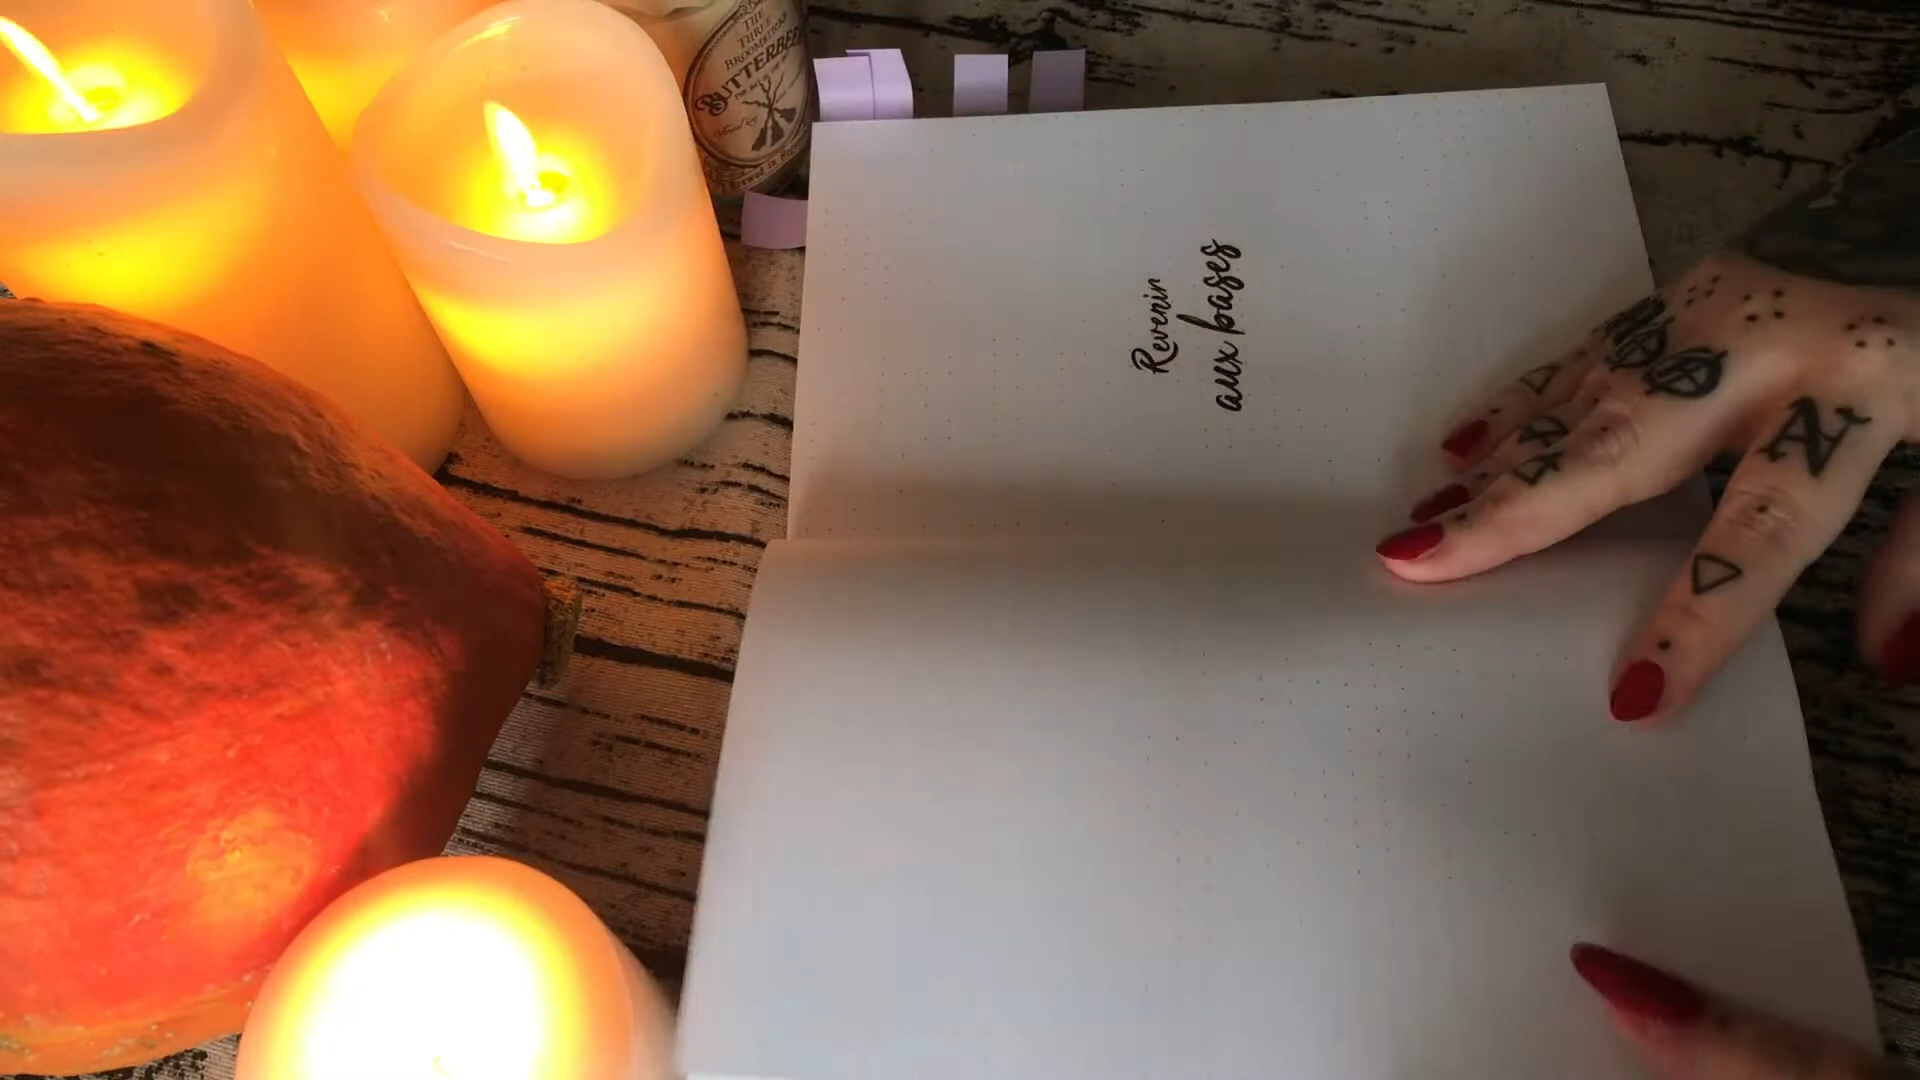 THE
THREE
BROOMSTICKS
BUTTERBEER
Revenir
aux bases
N